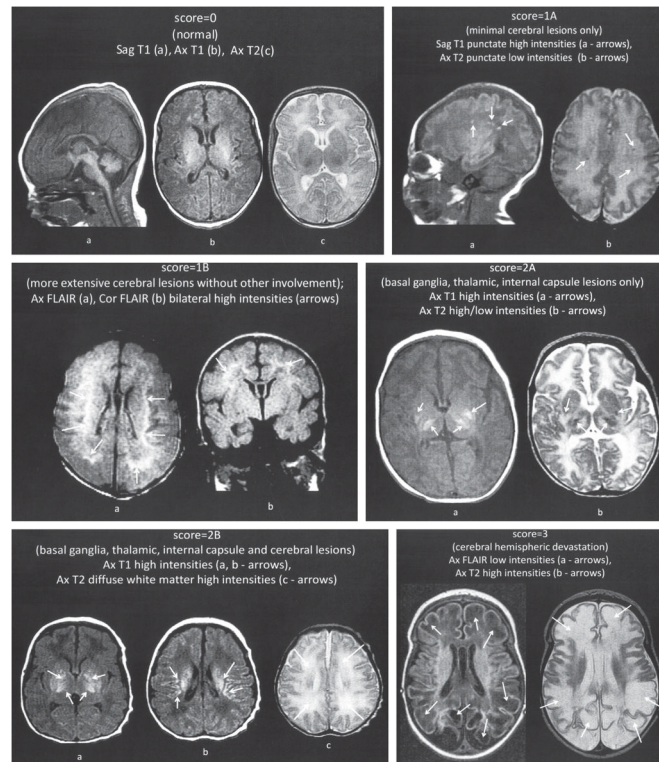 score=0
(normal)
Sag T1 (a), Ax T1 (b), Ax T2(c)
a
b
c
score=1A
(minimal cerebral lesions only)
Sag T1 punctate high intensities (a - arrows),
Ax T2 punctate low intensities (b - arrows)
a
b
score=1B
(more extensive cerebral lesions without other involvement);
Ax FLAIR (a), Cor FLAIR (b) bilateral high intensities (arrows)
a
b
score=2A
(basal ganglia, thalamic, internal capsule lesions only)
Ax T1 high intensities (a - arrows),
Ax T2 high/low intensities (b - arrows)
a
b
score=2B
(basal ganglia, thalamic, internal capsule and cerebral lesions)
Ax T1 high intensities (a, b - arrows),
Ax T2 diffuse white matter high intensities (c - arrows)
a
b
c
score=3
(cerebral hemispheric devastation)
Ax FLAIR low intensities (a - arrows),
Ax T2 high intensities (b - arrows)
a
b